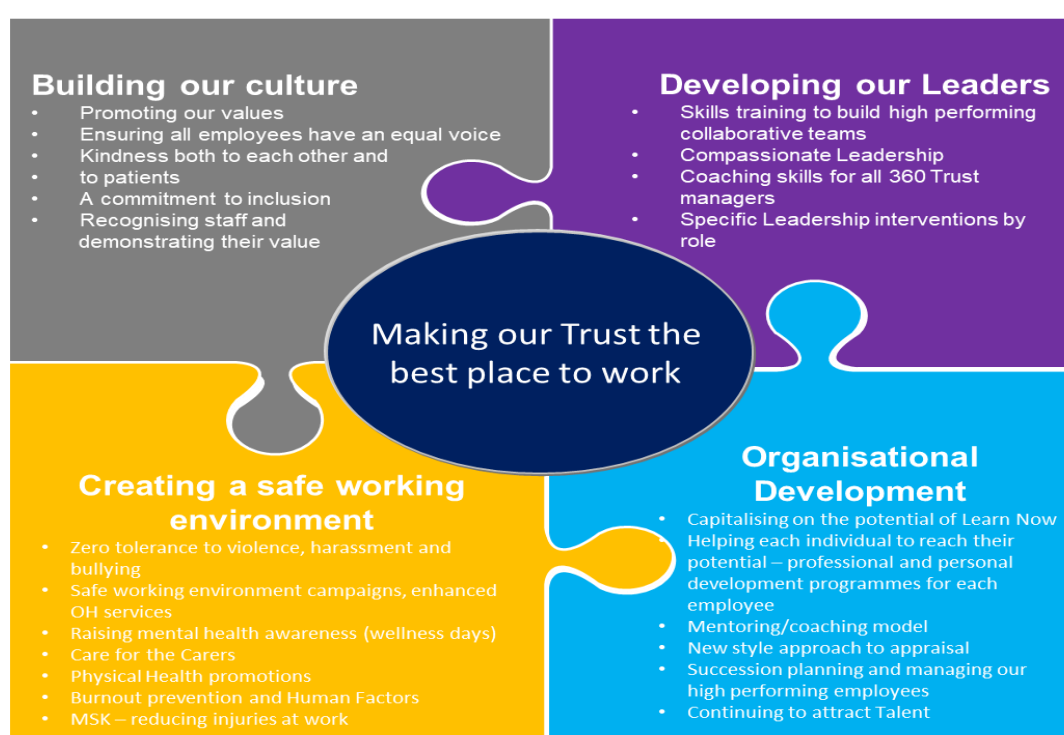 Building our culture
• Promoting our values
• Ensuring all employees have an equal voice
• Kindness both to each other and
• to patients
• A commitment to inclusion
• Recognising staff and
demonstrating their value
Developing our Leaders
• Skills training to build high performing
collaborative teams
• Compassionate Leadership
• Coaching skills for all 360 Trust
managers
• Specific Leadership interventions by
role
Making our Trust the
best place to work
Creating a safe working
environment
• Zero tolerance to violence, harassment and
bullying
• Safe working environment campaigns, enhanced
OH services
• Raising mental health awareness (wellness days)
• Care for the Carers
• Physical Health promotions
• Burnout prevention and Human Factors
• MSK – reducing injuries at work
Organisational
Development
• Capitalising on the potential of Learn Now
• Helping each individual to reach their
potential – professional and personal
development programmes for each
employee
• Mentoring/coaching model
• New style approach to appraisal
• Succession planning and managing our
high performing employees
• Continuing to attract Talent